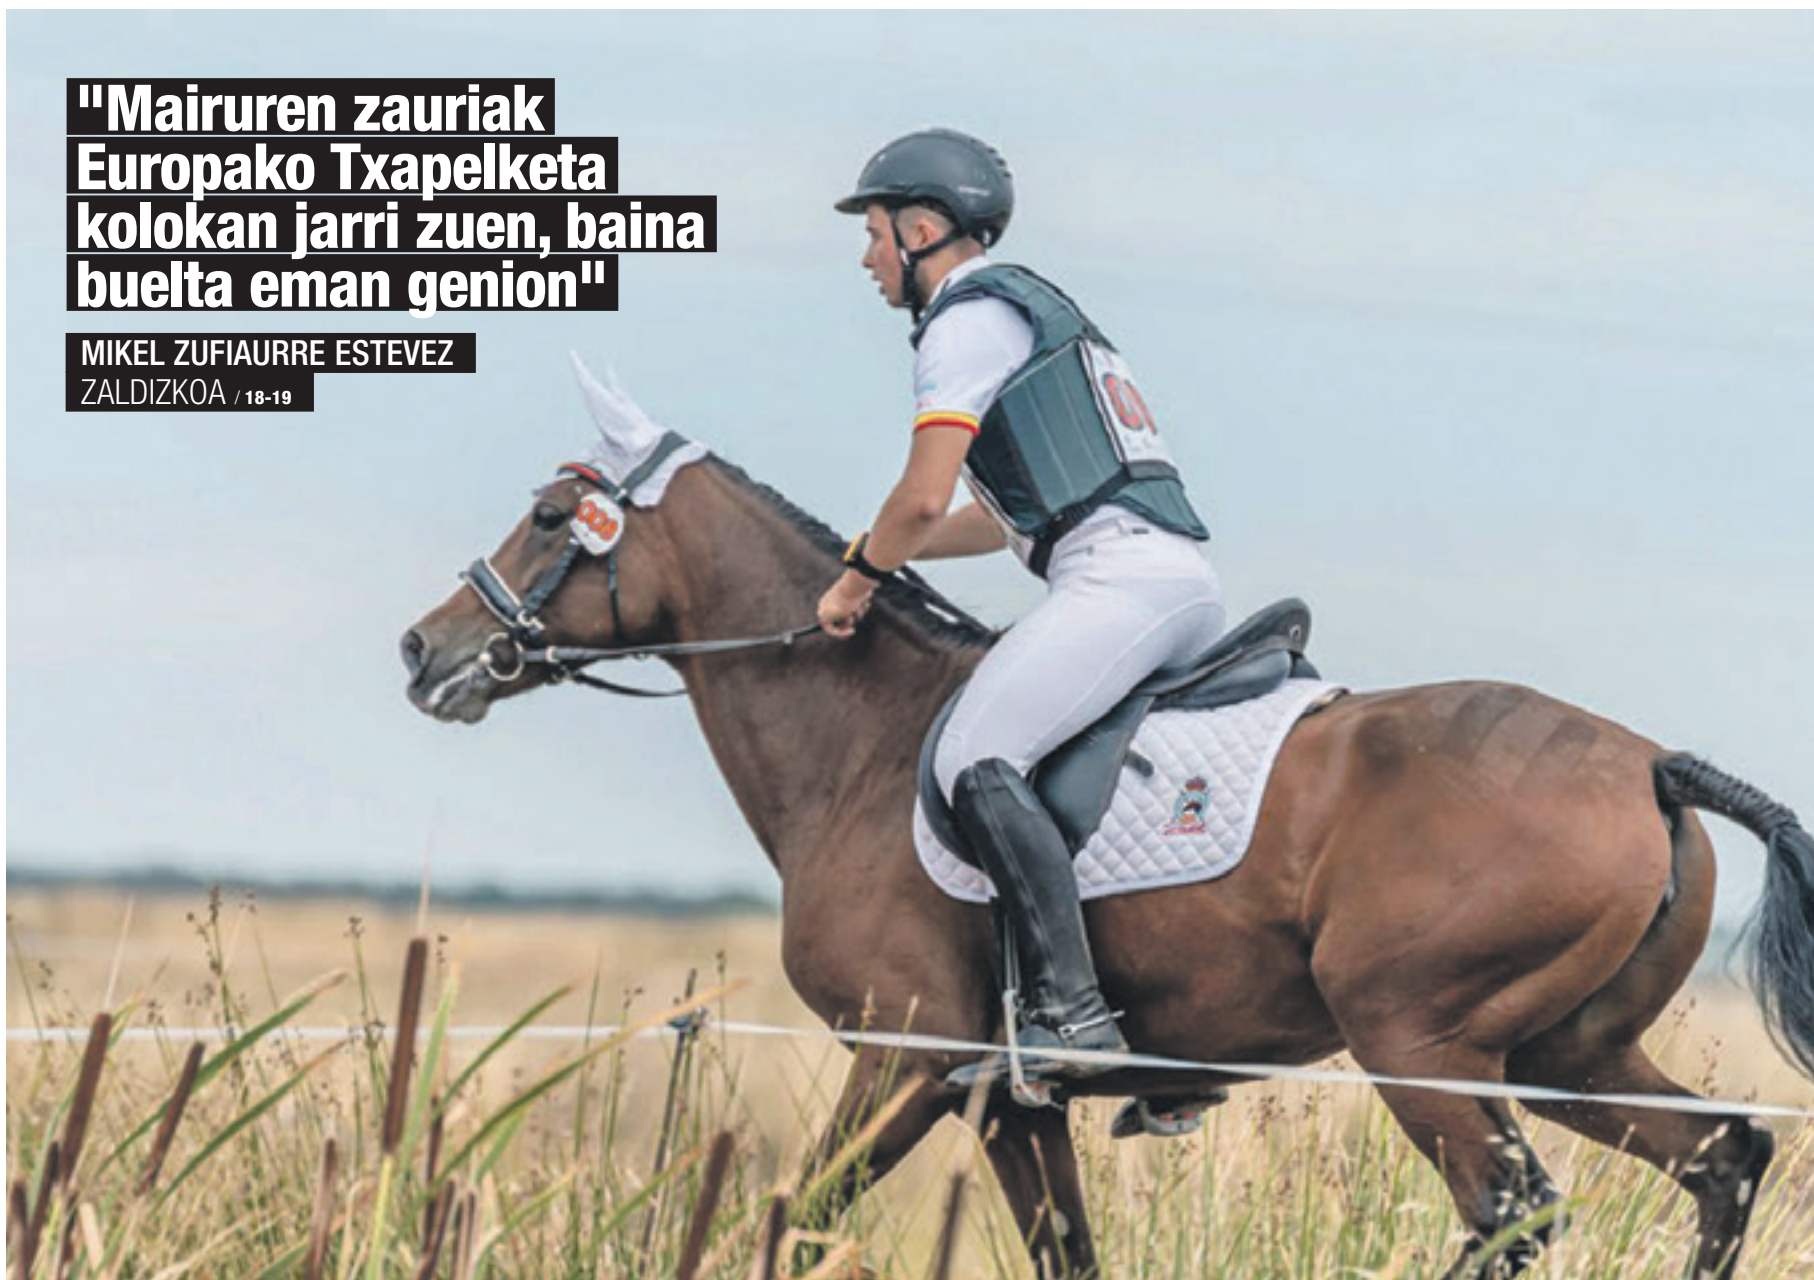 "Mairuren zauriak
Europako Txapelketa
kolokan jarri zuen, baina
buelta eman genion"
MIKEL ZUFIAURRE ESTEVEZ
ZALDIZKOA / 18-19